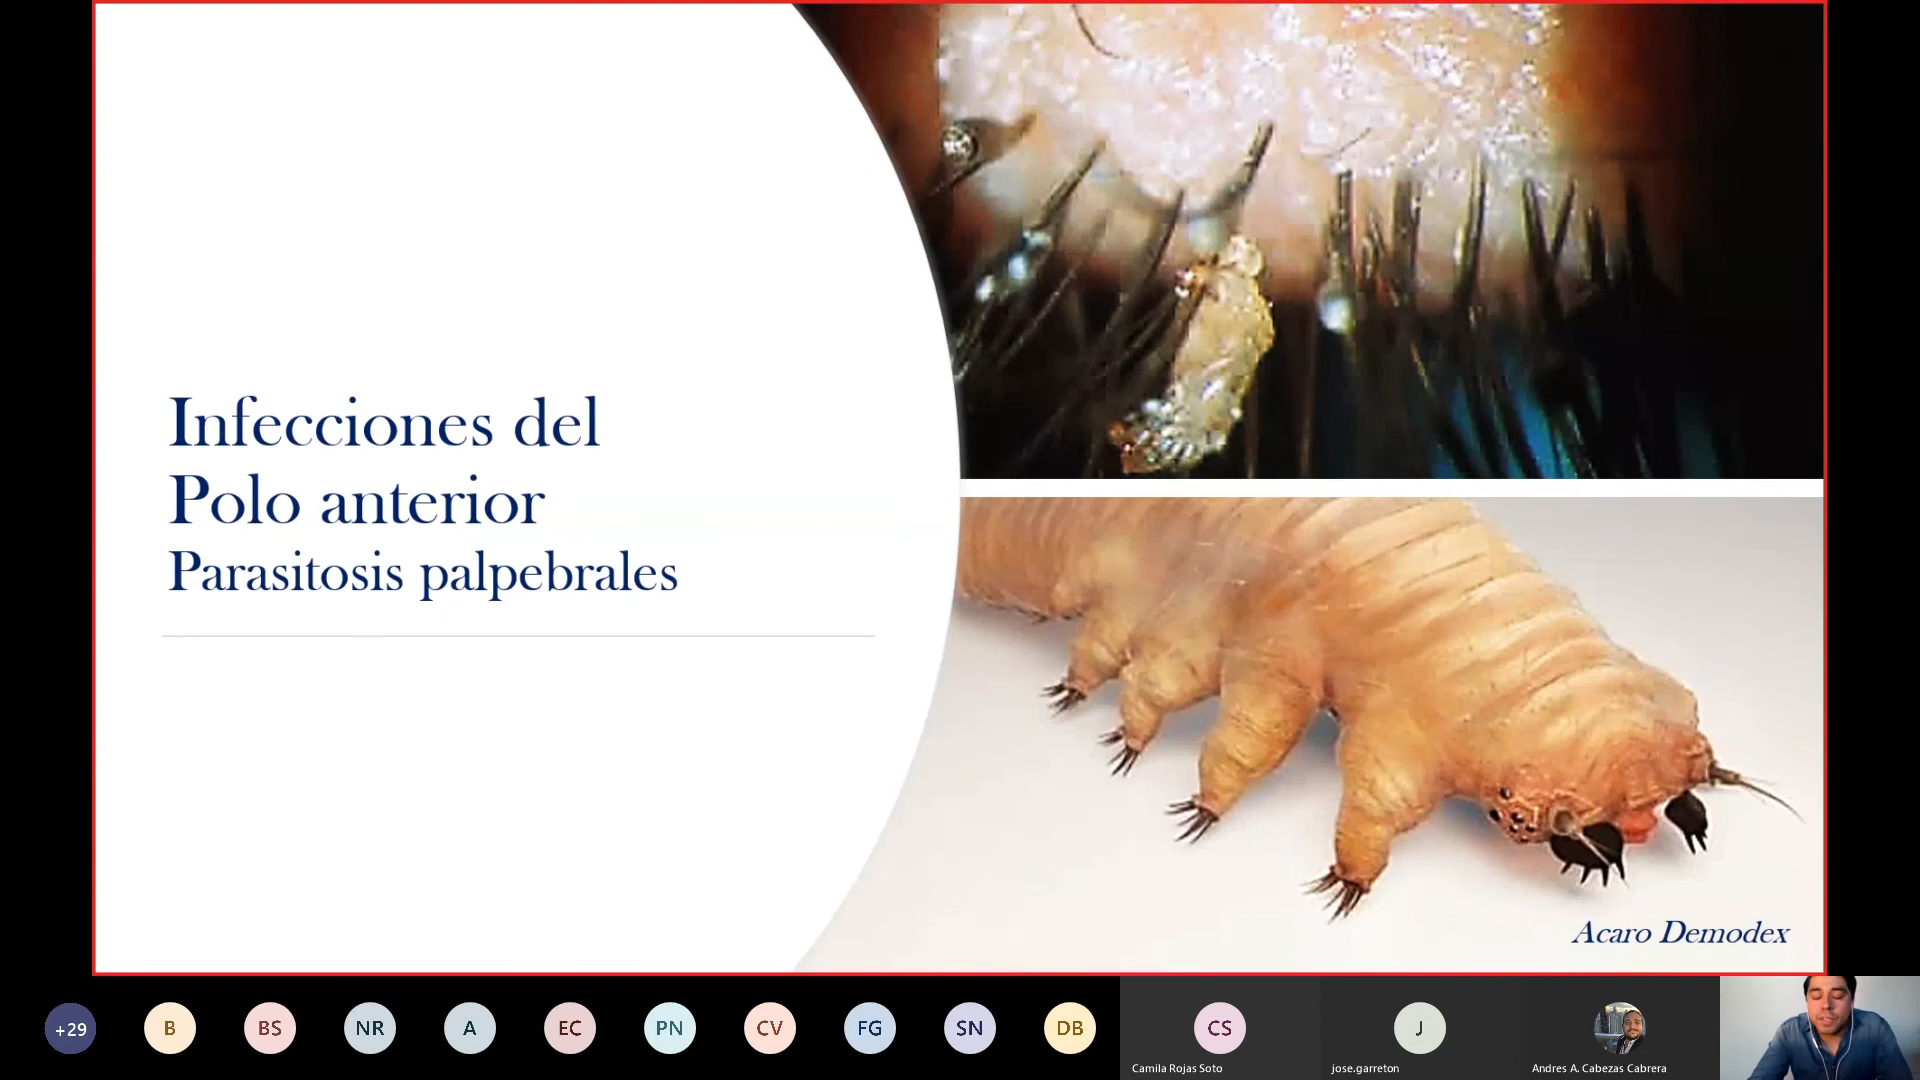 Infecciones del
Polo anterior
Parasitosis palpebrales
Acaro Demodex
+29
B
BS
NR
A
EC
PN
CV
FG
SN
DB
CS
J
Camila Rojas Soto
jose.garreton
Andres A. Cabezas Cabrera